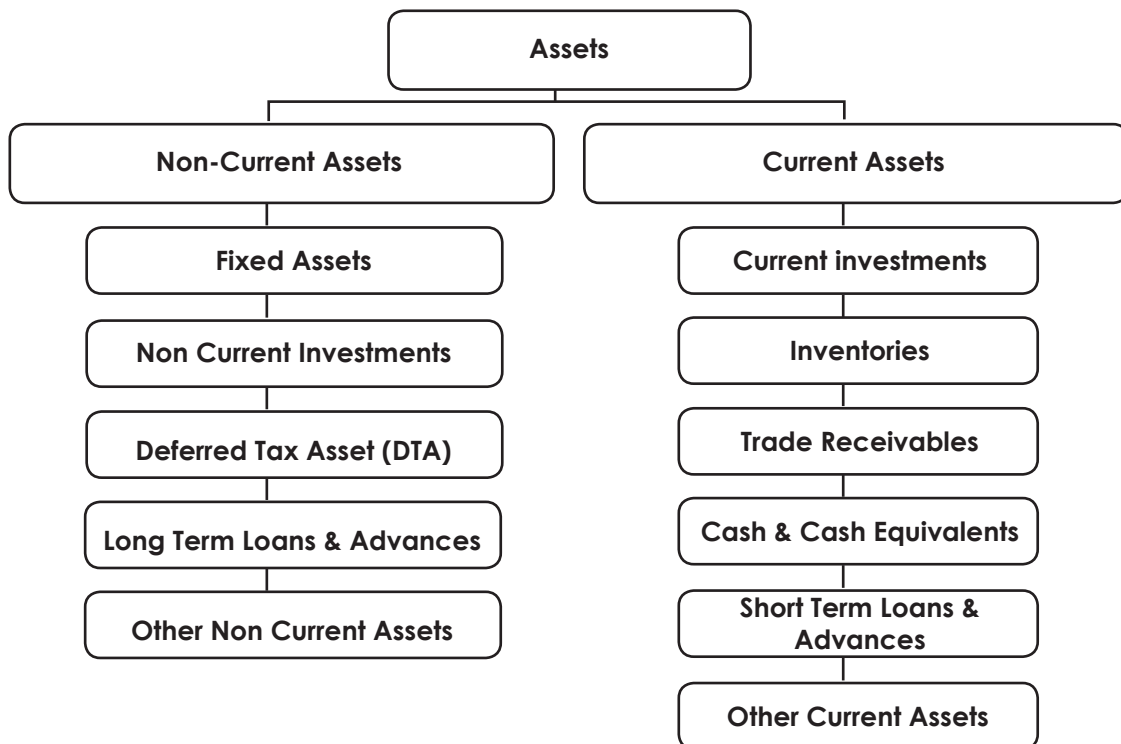 Assets
Non-Current Assets
Current Assets
Fixed Assets
Current investments
Non Current Investments
Inventories
Deferred Tax Asset (DTA)
Trade Receivables
Long Term Loans & Advances
Cash & Cash Equivalents
Other Non Current Assets
Short Term Loans &
Advances
Other Current Assets